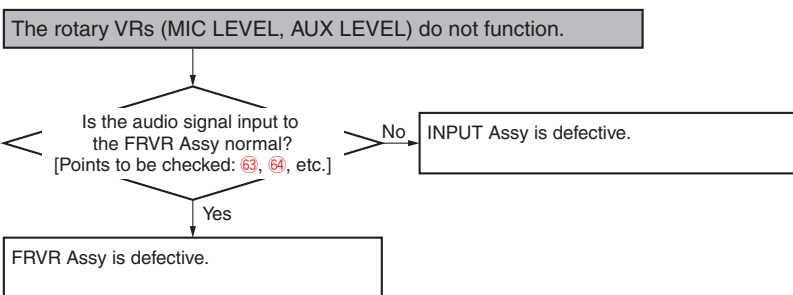 The rotary VRs (MIC LEVEL, AUX LEVEL) do not function.
Is the audio signal input to
the FRVR Assy normal?
[Points to be checked: 63, 64, etc.]
No
INPUT Assy is defective.
Yes
FRVR Assy is defective.